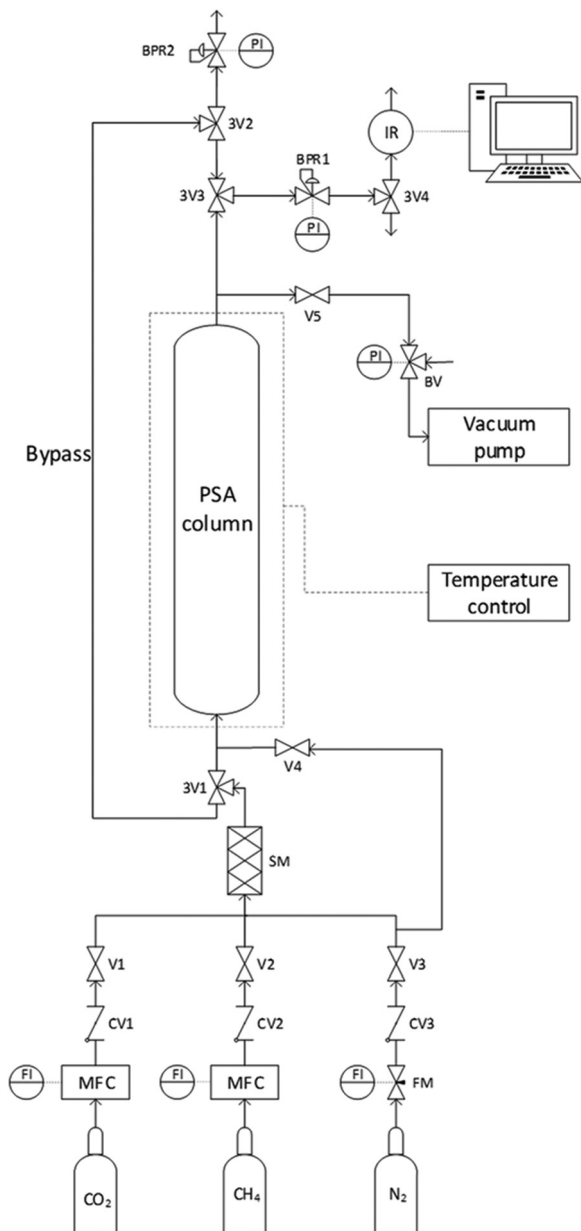 BPR2
PI
3V2
IR
BPR1
3V3
3V4
PI
V5
PI
BV
Vacuum
pump
Bypass
PSA
column
Temperature
control
V4
3V1
SM
V1
V2
V3
CV1
CV2
CV3
FI
MFC
FI
MFC
FI
FM
CO₂
CH₄
N₂